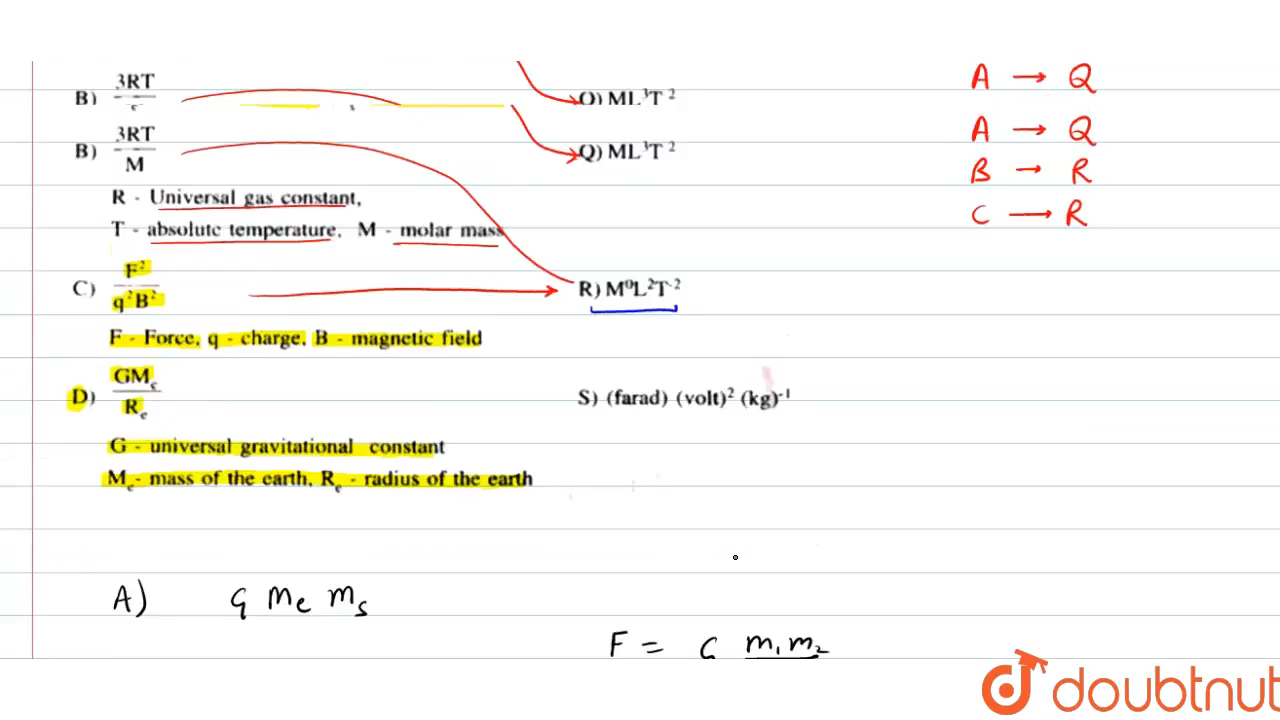 3RT
B)
Q) ML³T⁻²
A → Q
B) 3RT
M
Q) ML³T⁻²
A → Q
B → R
R - Universal gas constant,
C → R
T - absolute temperature, M - molar mass
C) F²
q²B²
R) M⁰L²T⁻²
F - Force, q - charge, B - magnetic field
D) GMₑ
Rₑ
S) (farad) (volt)² (kg)⁻¹
G - universal gravitational constant
Mₑ- mass of the earth, Rₑ - radius of the earth
A) G Mₑ Mₛ
F = G m₁m₂
doubtnut